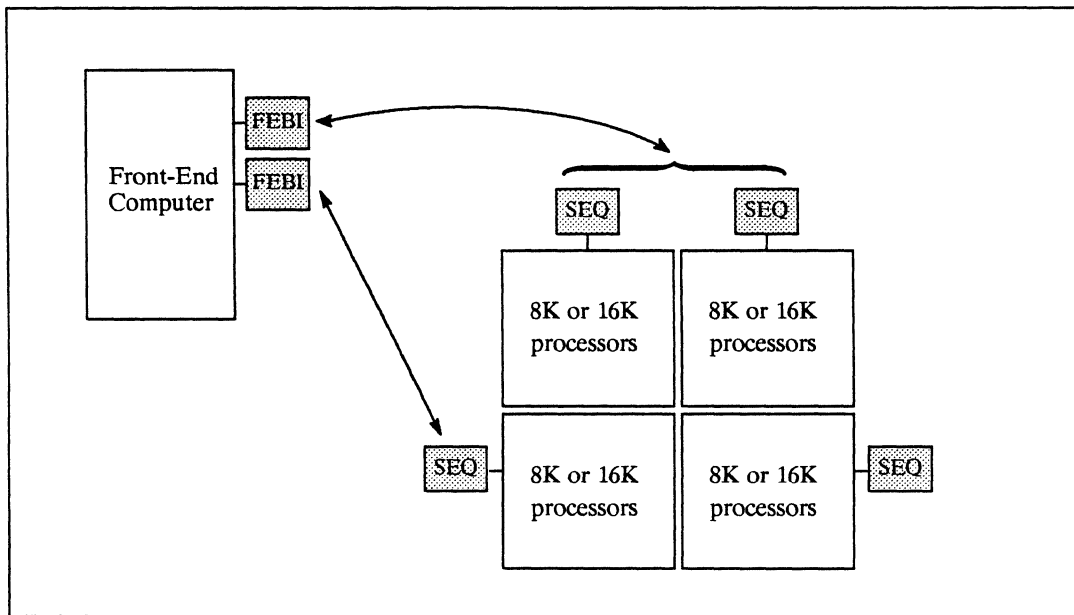 FEBI
FEBI
Front-End
Computer
SEQ
SEQ
8K or 16K
processors
8K or 16K
processors
SEQ
SEQ
8K or 16K
processors
8K or 16K
processors